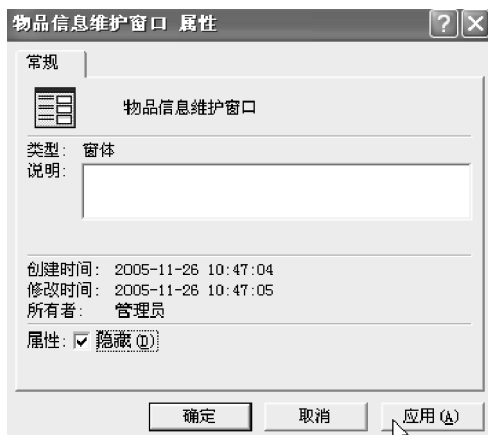 物品信息维护窗口 属性
常规
物品信息维护窗口
类型: 窗体
说明:
创建时间: 2005-11-26 10:47:04
修改时间: 2005-11-26 10:47:05
所有者: 管理员
属性: 隐藏(D)
确定 取消 应用(A)